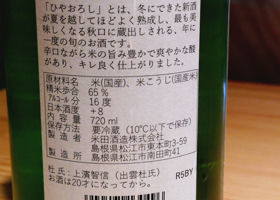 「ひやおろし」とは、冬にできた新酒
が夏を越してほどよく熟成し、最も美
味しくなる秋口に蔵出しされる、年に
一度の旬のお酒です。
辛口ながら米の旨み豊かで爽やかな酸
があり、キレ良く仕上がりました。
原材料名 米(国産)、米こうじ(国産米)
精米歩合 65%
アルコール分 16度
日本酒度 +8
内容量 720ml
保存方法 要冷蔵(10℃以下で保存)
製造者 米田酒造株式会社
島根県松江市東本町3-59
製造所 島根県松江市南田町41
杜氏:上濱智信(出雲杜氏) R5BY
お酒は20才になってから。